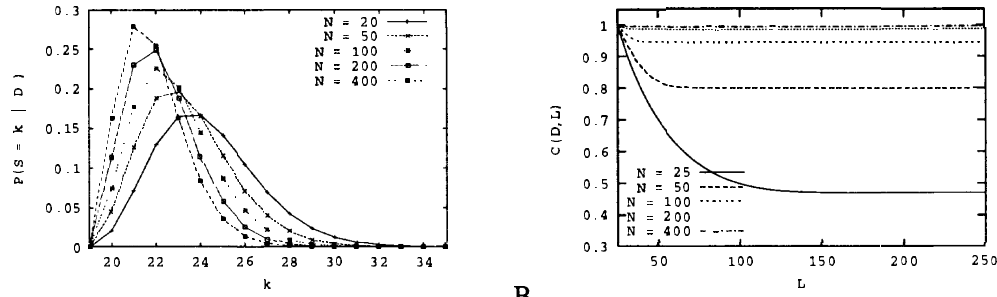 0.3
0.25
0.2
0.15
0.1
0.05
0
P(S = k | D)
20 22 24 26 28 30 32 34
k
N = 20
N = 50
N = 100
N = 200
N = 400
1
0.9
0.8
0.7
0.6
0.5
0.4
0.3
C(D,L)
50 100 150 200 250
L
N = 25
N = 50
N = 100
N = 200
N = 400
B